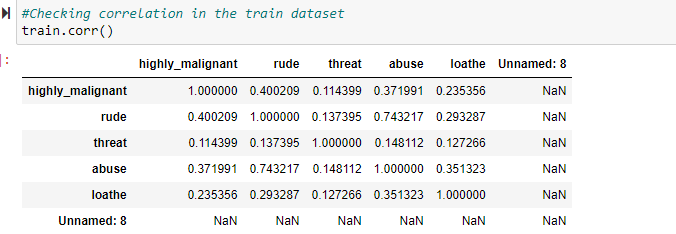 #Checking correlation in the train dataset
train.corr()
:
highly_malignant rude threat abuse loathe Unnamed: 8
highly_malignant 1.000000 0.400209 0.114399 0.371991 0.235356 NaN
rude 0.400209 1.000000 0.137395 0.743217 0.293287 NaN
threat 0.114399 0.137395 1.000000 0.148112 0.127266 NaN
abuse 0.371991 0.743217 0.148112 1.000000 0.351323 NaN
loathe 0.235356 0.293287 0.127266 0.351323 1.000000 NaN
Unnamed: 8 NaN NaN NaN NaN NaN NaN